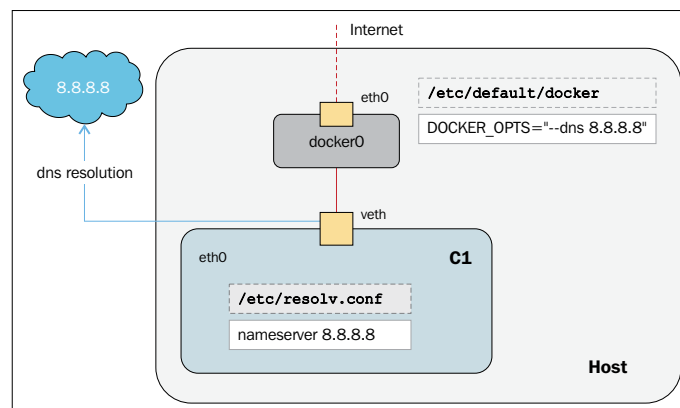 Internet
8.8.8.8
eth0
/etc/default/docker
DOCKER_OPTS="--dns 8.8.8.8"
docker0
dns resolution
veth
eth0
C1
/etc/resolv.conf
nameserver 8.8.8.8
Host